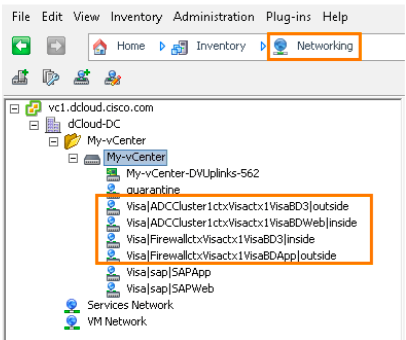 File Edit View Inventory Administration Plug-ins Help
Home Inventory Networking
vc1.dcloud.cisco.com
dCloud-DC
My-vCenter
My-vCenter
My-vCenter-DVUplinks-562
quarantine
Visa|ADCCluster1ctxVisactx1VisaBD3|outside
Visa|ADCCluster1ctxVisactx1VisaBDWeb|inside
Visa|FirewallctxVisactx1VisaBD3|inside
Visa|FirewallctxVisactx1VisaBDApp|outside
Visa|sap|SAPApp
Visa|sap|SAPWeb
Services Network
VM Network